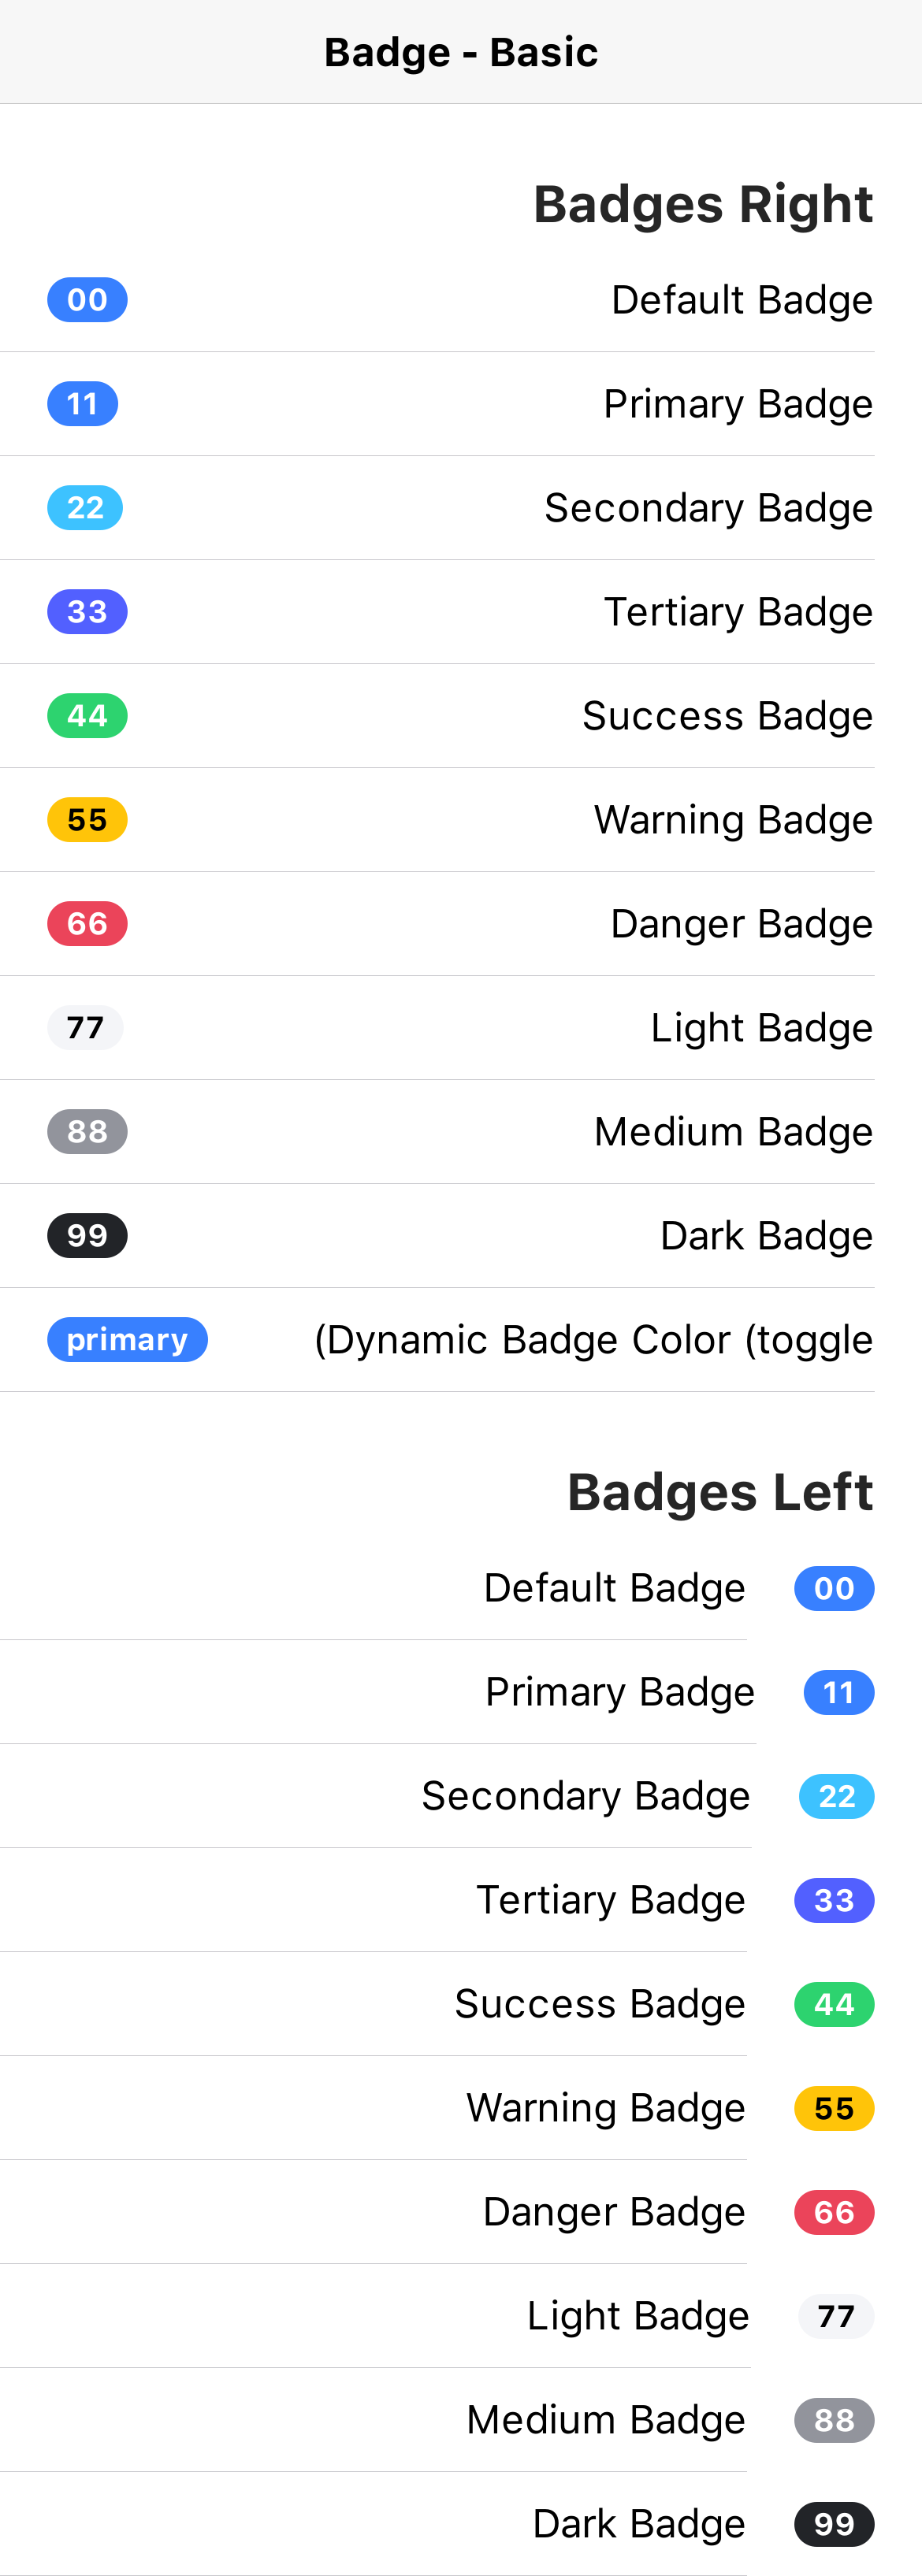 Badge - Basic
Badges Right
00 Default Badge
11 Primary Badge
22 Secondary Badge
33 Tertiary Badge
44 Success Badge
55 Warning Badge
66 Danger Badge
77 Light Badge
88 Medium Badge
99 Dark Badge
primary (Dynamic Badge Color (toggle
Badges Left
Default Badge 00
Primary Badge 11
Secondary Badge 22
Tertiary Badge 33
Success Badge 44
Warning Badge 55
Danger Badge 66
Light Badge 77
Medium Badge 88
Dark Badge 99